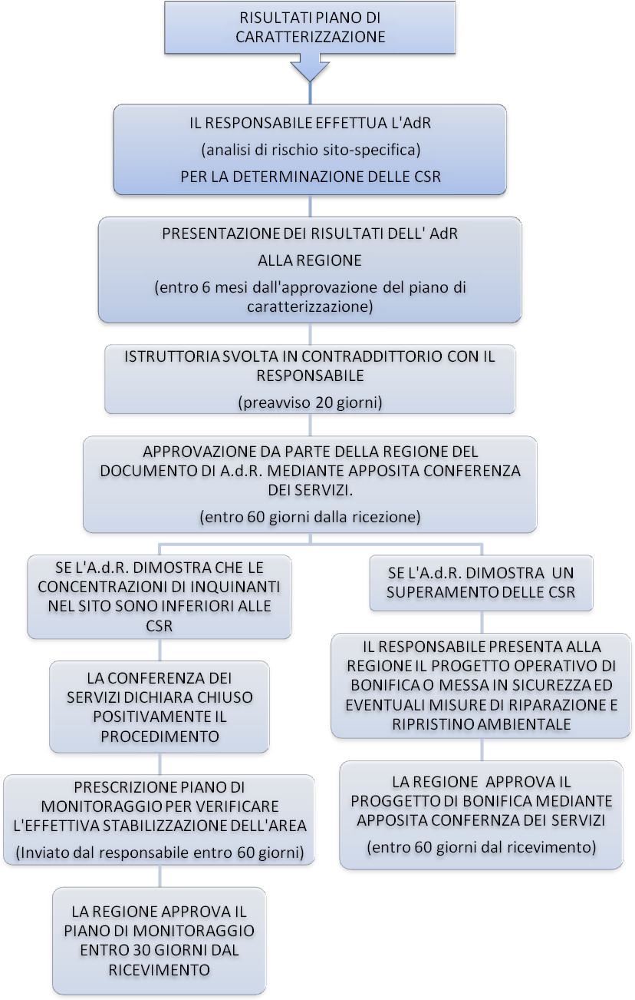 RISULTATI PIANO DI
CARATTERIZZAZIONE
IL RESPONSABILE EFFETTUA L'AdR
(analisi di rischio sito-specifica)
PER LA DETERMINAZIONE DELLE CSR
PRESENTAZIONE DEI RISULTATI DELL' AdR
ALLA REGIONE
(entro 6 mesi dall'approvazione del piano di
caratterizzazione)
ISTRUTTORIA SVOLTA IN CONTRADDITTORIO CON IL
RESPONSABILE
(preavviso 20 giorni)
APPROVAZIONE DA PARTE DELLA REGIONE DEL
DOCUMENTO DI A.d.R. MEDIANTE APPOSITA CONFERENZA
DEI SERVIZI.
(entro 60 giorni dalla ricezione)
SE L'A.d.R. DIMOSTRA CHE LE
CONCENTRAZIONI DI INQUINANTI
NEL SITO SONO INFERIORI ALLE
CSR
LA CONFERENZA DEI
SERVIZI DICHIARA CHIUSO
POSITIVAMENTE IL
PROCEDIMENTO
PRESCRIZIONE PIANO DI
MONITORAGGIO PER VERIFICARE
L'EFFETTIVA STABILIZZAZIONE DELL'AREA
(Inviato dal responsabile entro 60 giorni)
LA REGIONE APPROVA IL
PIANO DI MONITORAGGIO
ENTRO 30 GIORNI DAL
RICEVIMENTO
SE L'A.d.R. DIMOSTRA UN
SUPERAMENTO DELLE CSR
IL RESPONSABILE PRESENTA ALLA
REGIONE IL PROGETTO OPERATIVO DI
BONIFICA O MESSA IN SICUREZZA ED
EVENTUALI MISURE DI RIPARAZIONE E
RIPRISTINO AMBIENTALE
LA REGIONE APPROVA IL
PROGGETTO DI BONIFICA MEDIANTE
APPOSITA CONFERNZA DEI SERVIZI
(entro 60 giorni dal ricevimento)